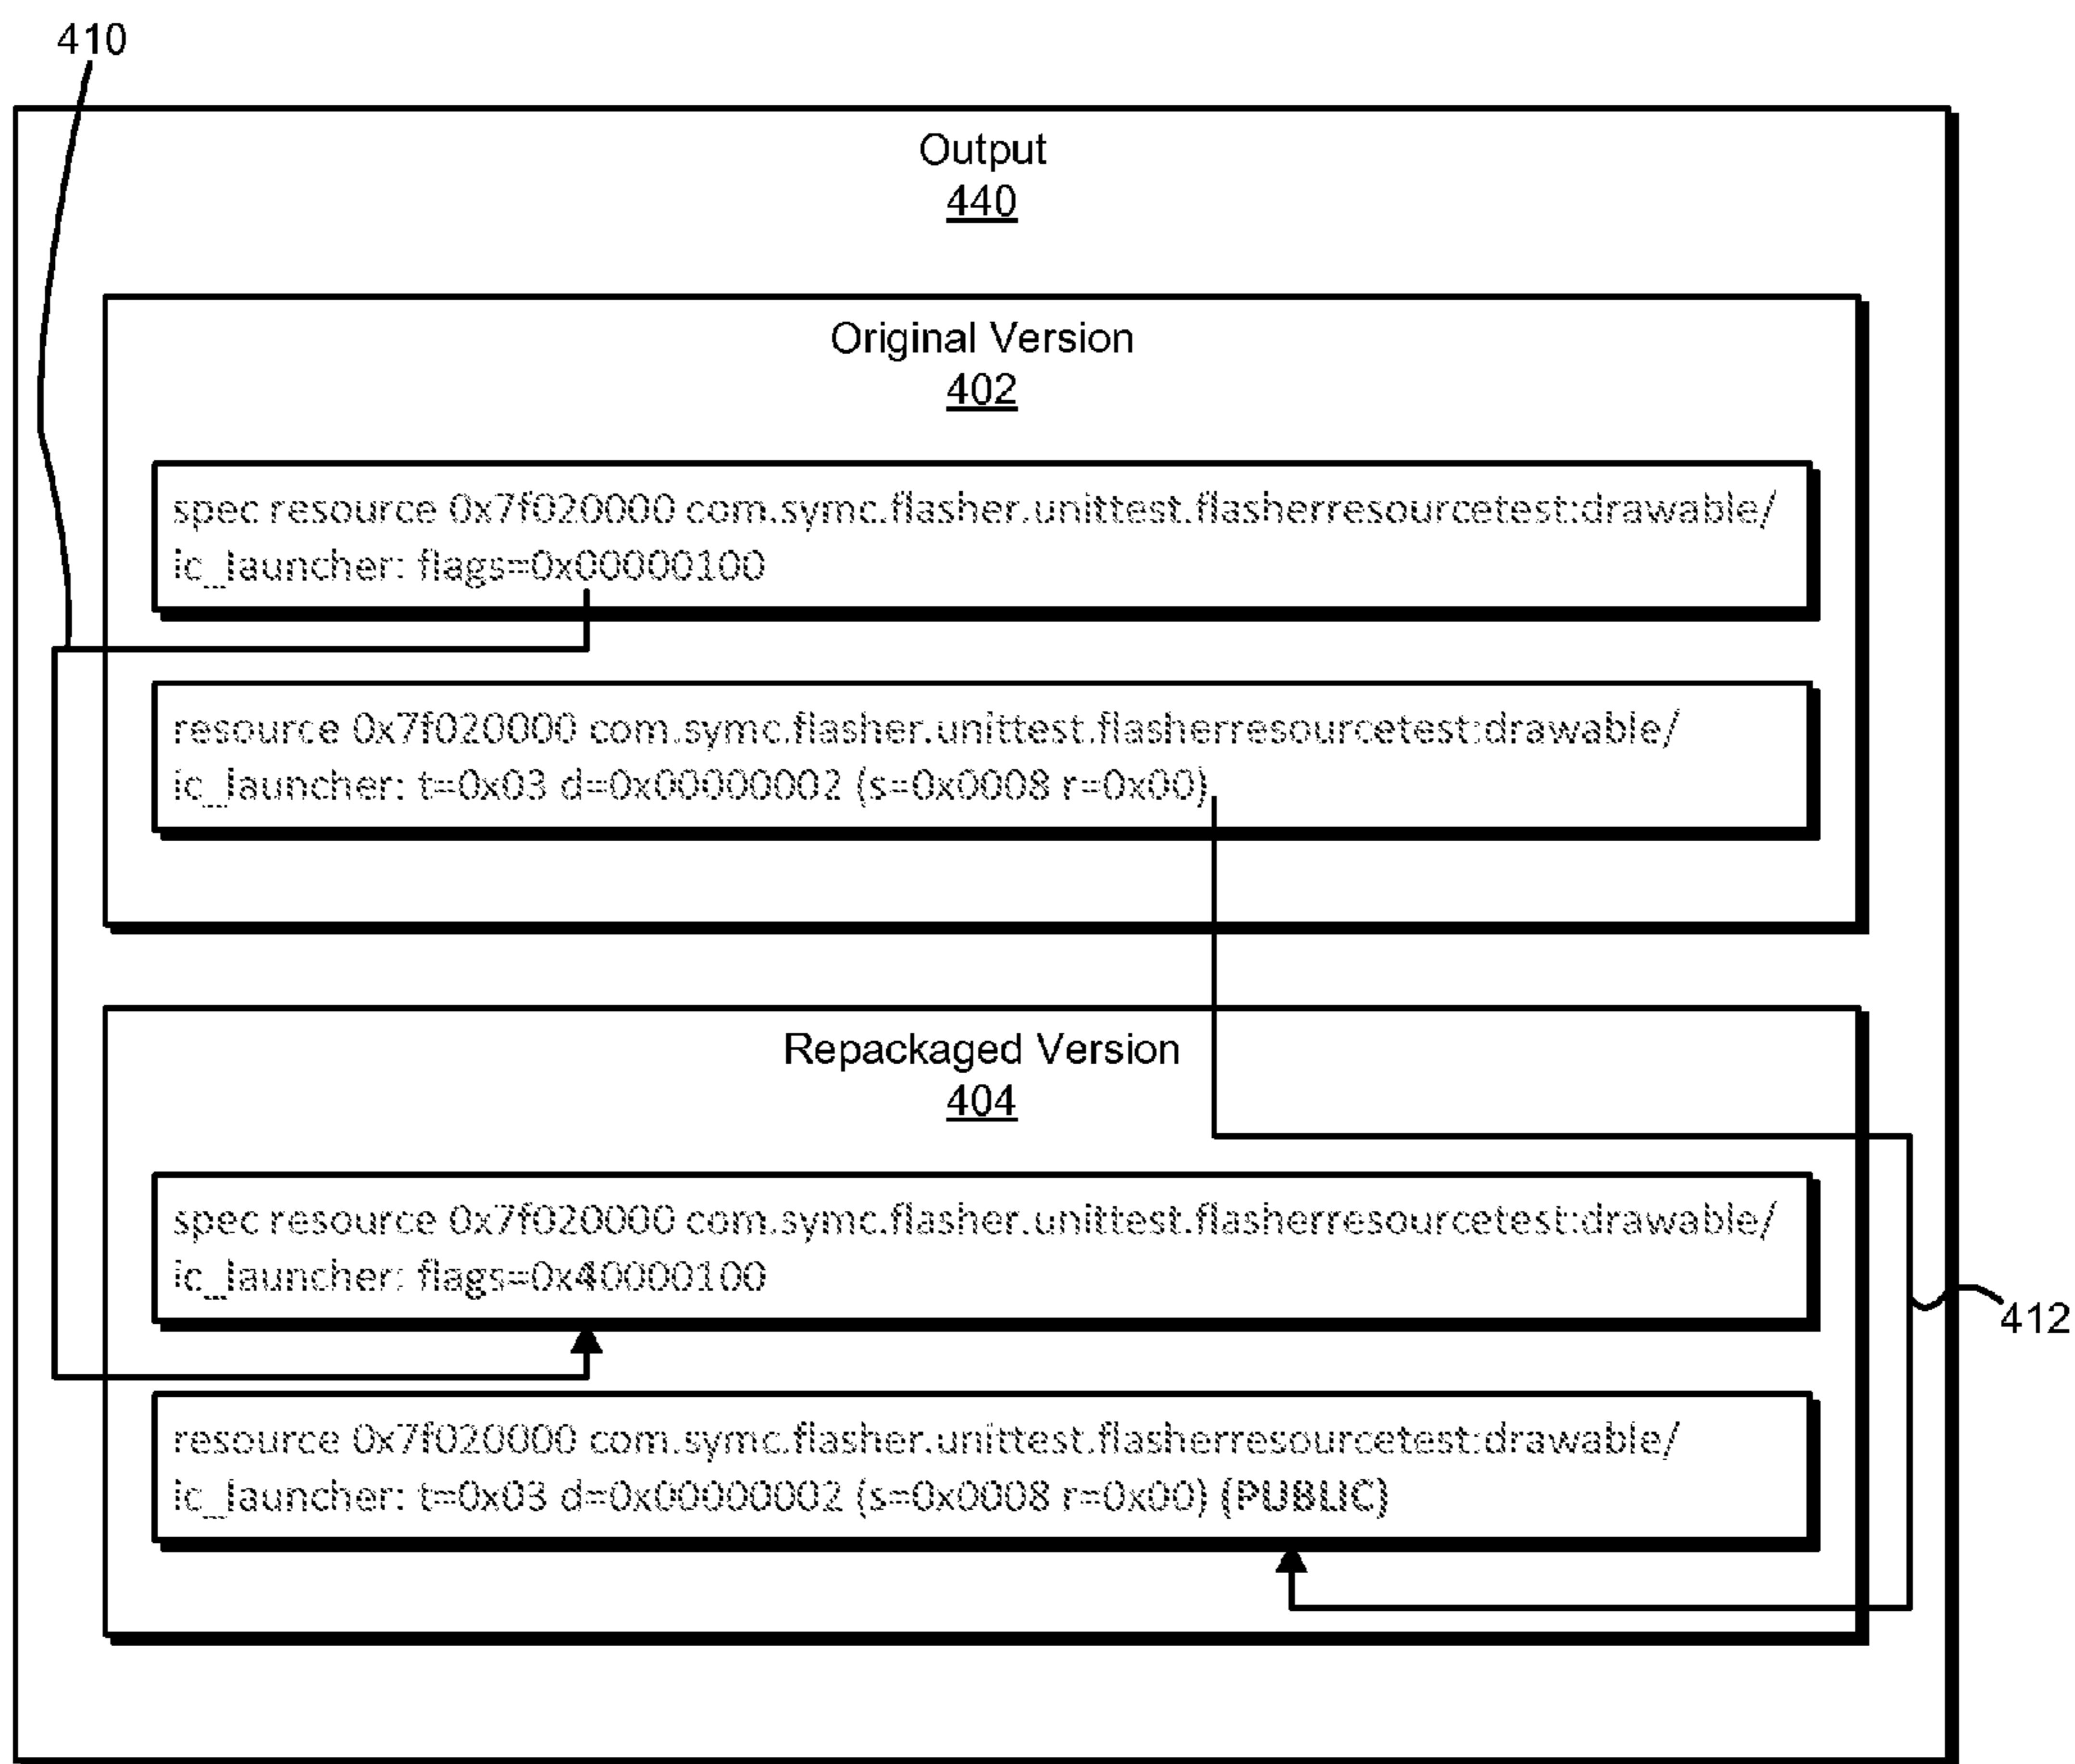 410
Output
440
Original Version
402
spec resource 0x7f020000 com.symc.flasher.unittest.flasherresourcetest:drawable/
ic_launcher: flags=0x00000100
resource 0x7f020000 com.symc.flasher.unittest.flasherresourcetest:drawable/
ic_launcher: t=0x03 d=0x00000002 (s=0x0008 r=0x00)
Repackaged Version
404
spec resource 0x7f020000 com.symc.flasher.unittest.flasherresourcetest:drawable/
ic_launcher: flags=0x40000100
412
resource 0x7f020000 com.symc.flasher.unittest.flasherresourcetest:drawable/
ic_launcher: t=0x03 d=0x00000002 (s=0x0008 r=0x00) (PUBLIC)